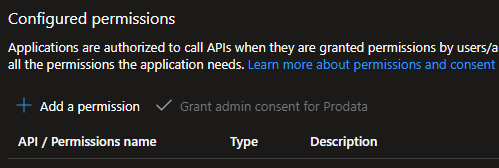 Configured permissions
Applications are authorized to call APIs when they are granted permissions by users/a
all the permissions the application needs. Learn more about permissions and consent
Add a permission Grant admin consent for Prodata
API / Permissions name Type Description